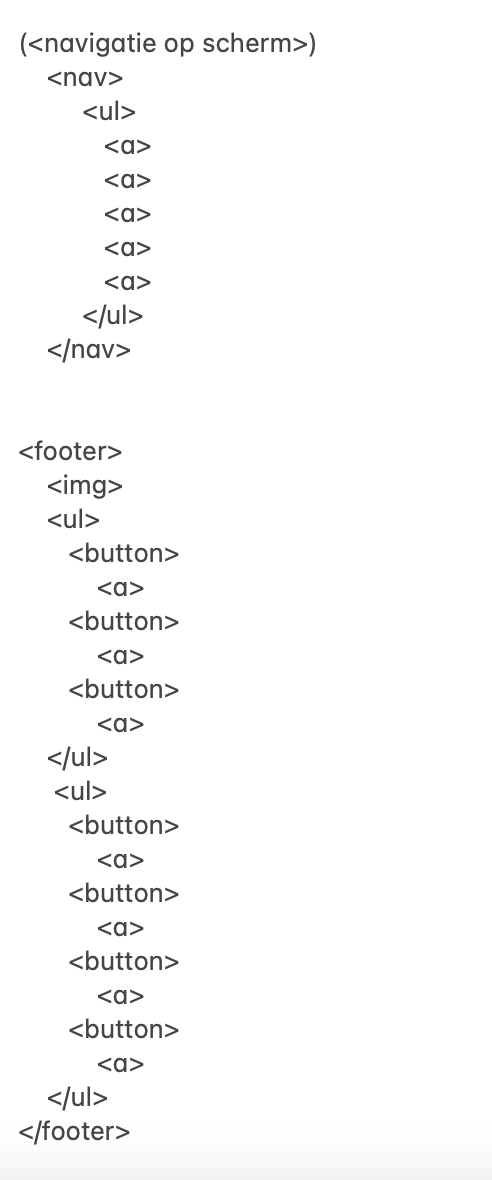 (<navigatie op scherm>)
<nav>
<ul>
<a>
<a>
<a>
<a>
<a>
</ul>
</nav>
<footer>
<img>
<ul>
<button>
<a>
<button>
<a>
<button>
<a>
</ul>
<ul>
<button>
<a>
<button>
<a>
<button>
<a>
<button>
<a>
</ul>
</footer>